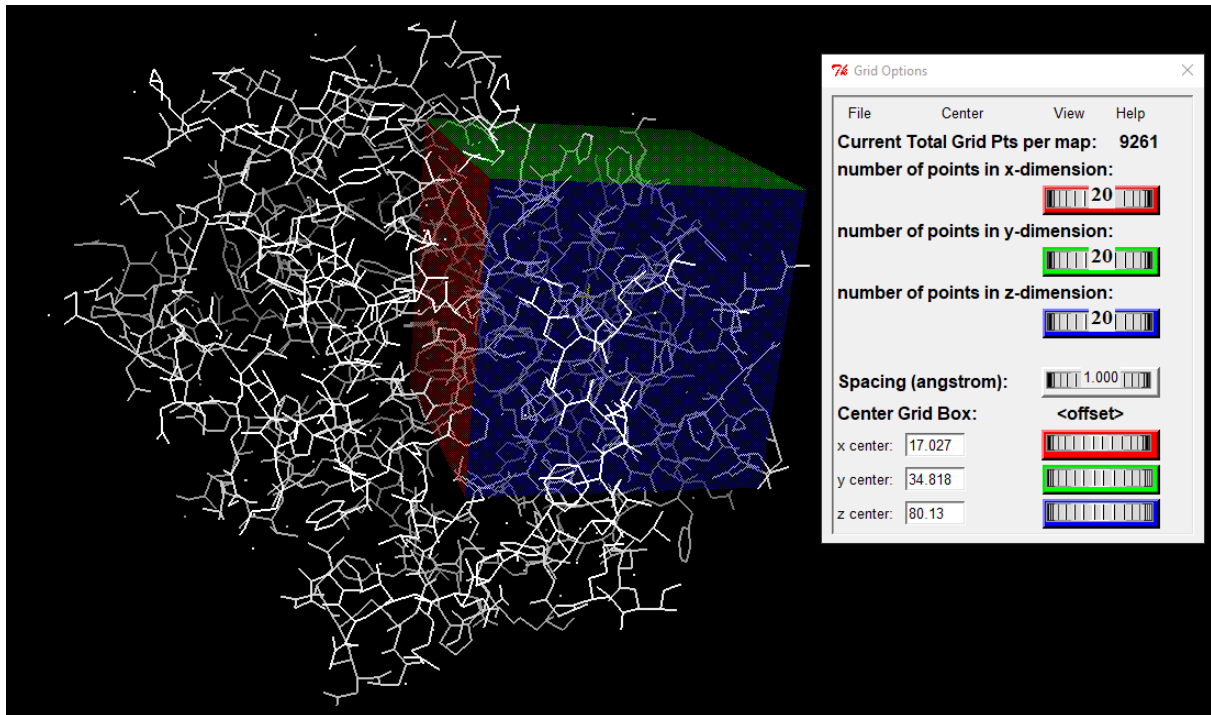 Grid Options
File Center View Help
Current Total Grid Pts per map: 9261
number of points in x-dimension:
20
number of points in y-dimension:
20
number of points in z-dimension:
20
Spacing (angstrom): 1.000
Center Grid Box: <offset>
x center: 17.027
y center: 34.818
z center: 80.13